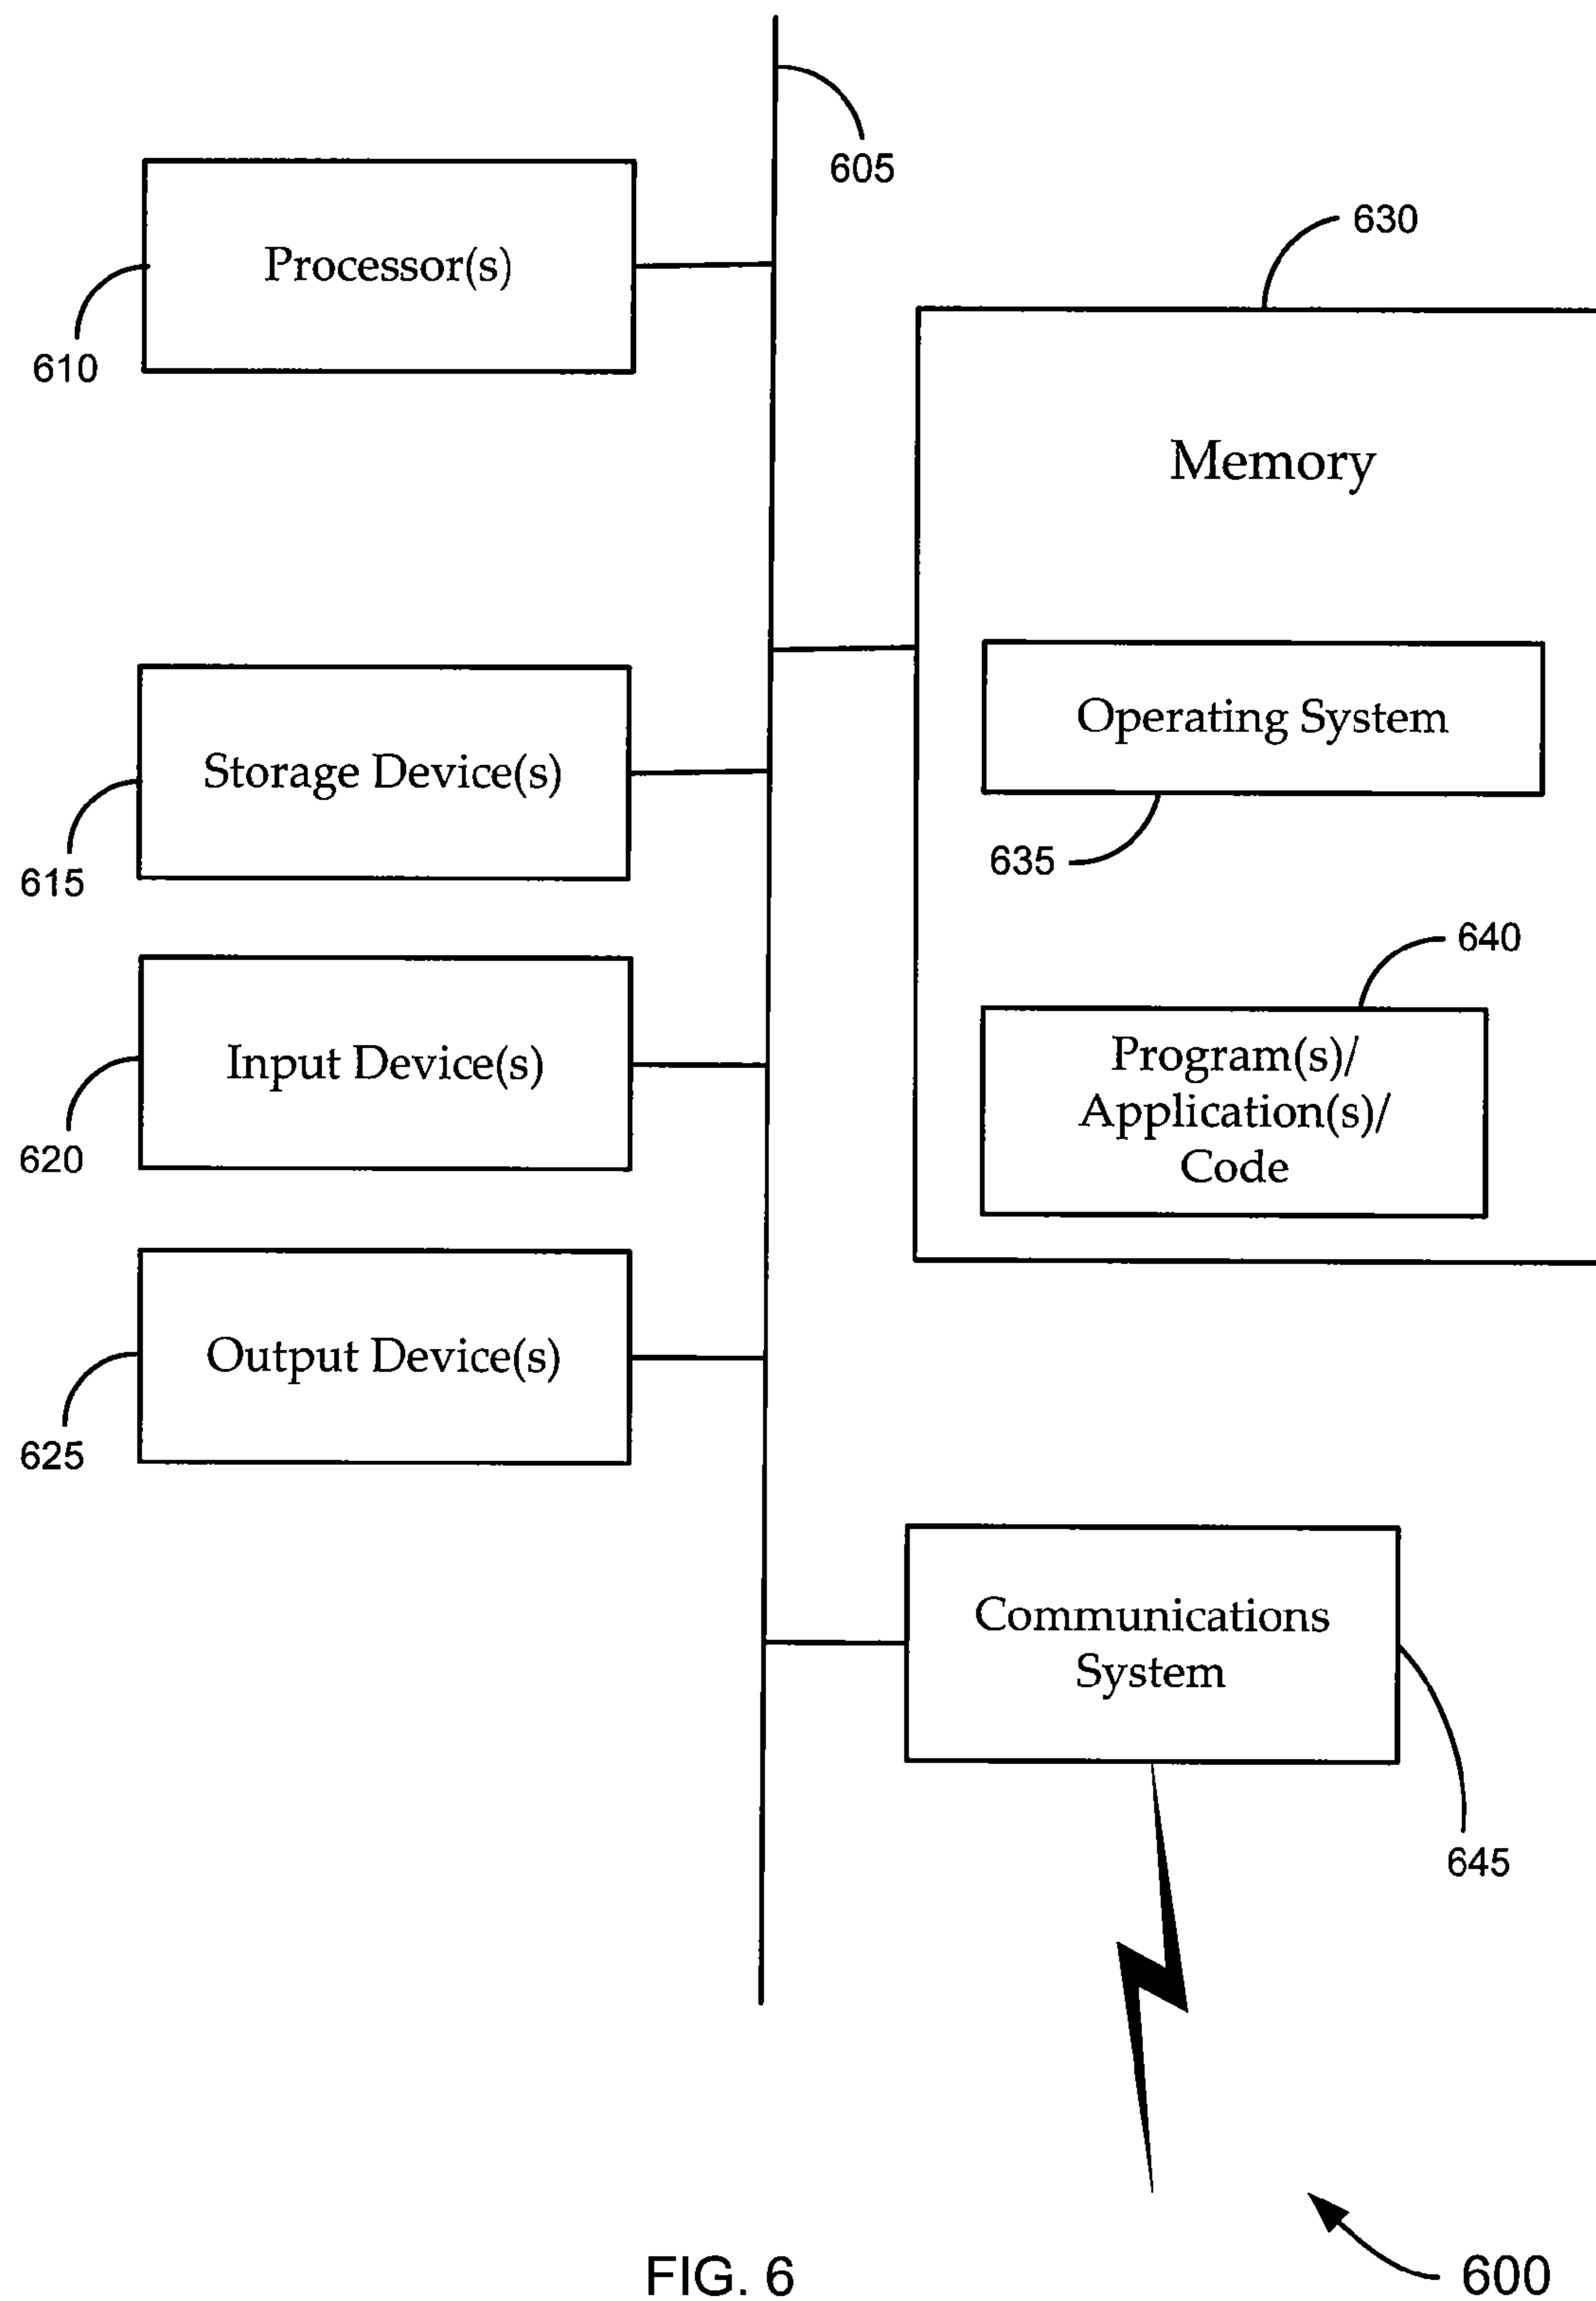 605
Processor(s)
610
630
Memory
Storage Device(s)
615
Operating System
635
Input Device(s)
620
640
Program(s)/
Application(s)/
Code
Output Device(s)
625
Communications
System
645
FIG. 6
600